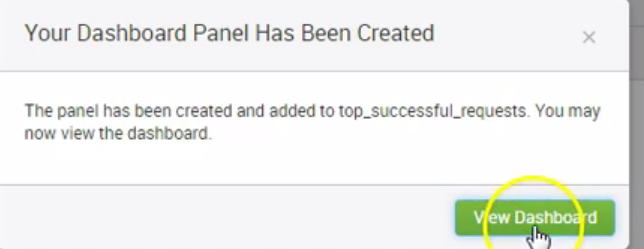 Your Dashboard Panel Has Been Created
×
The panel has been created and added to top_successful_requests. You may
now view the dashboard.
View Dashboard